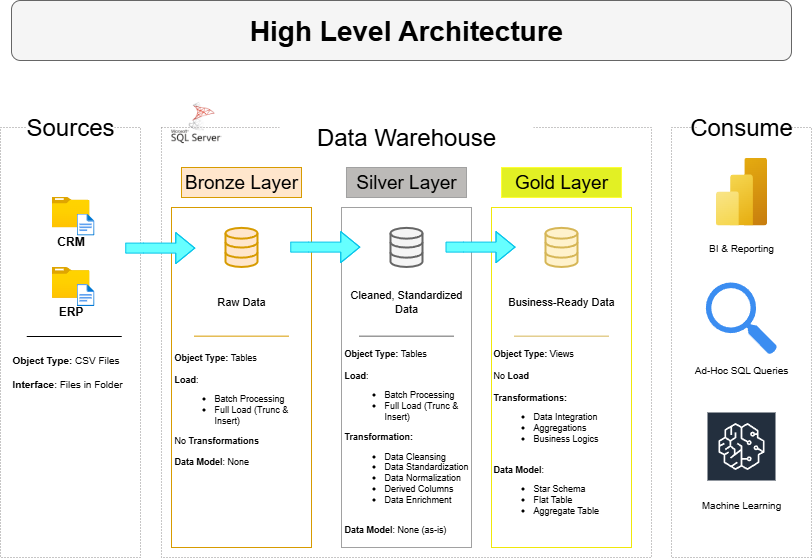 High Level Architecture
Sources
CRM
ERP
Object Type: CSV Files
Interface: Files in Folder
Microsoft
SQL Server
Data Warehouse
Bronze Layer
Raw Data
Object Type: Tables
Load:
• Batch Processing
• Full Load (Trunc &
Insert)
No Transformations
Data Model: None
Silver Layer
Cleaned, Standardized
Data
Object Type: Tables
Load:
• Batch Processing
• Full Load (Trunc &
Insert)
Transformation:
• Data Cleansing
• Data Standardization
• Data Normalization
• Derived Columns
• Data Enrichment
Data Model: None (as-is)
Gold Layer
Business-Ready Data
Object Type: Views
No Load
Transformations:
• Data Integration
• Aggregations
• Business Logics
Data Model:
• Star Schema
• Flat Table
• Aggregate Table
Consume
BI & Reporting
Ad-Hoc SQL Queries
Machine Learning